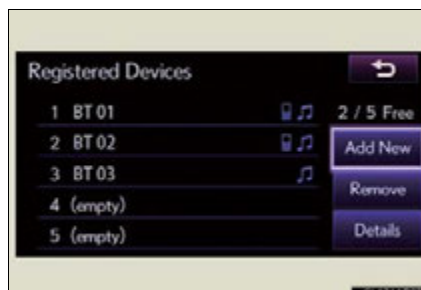 Registered Devices
1 BT 01
2 / 5 Free
2 BT 02
Add New
3 BT 03
Remove
4 (empty)
5 (empty)
Details